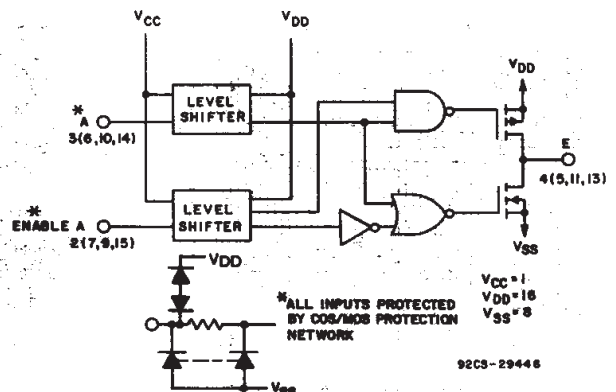 VCC
VDD
LEVEL
SHIFTER
* A
3(6,10,14)
VDD
E
4(5,11,13)
LEVEL
SHIFTER
*
ENABLE A
2(7,9,15)
VSS
VDD
*ALL INPUTS PROTECTED
BY COS/MOS PROTECTION
NETWORK
VCC = 1
VDD = 16
VSS = 8
92CS-29446